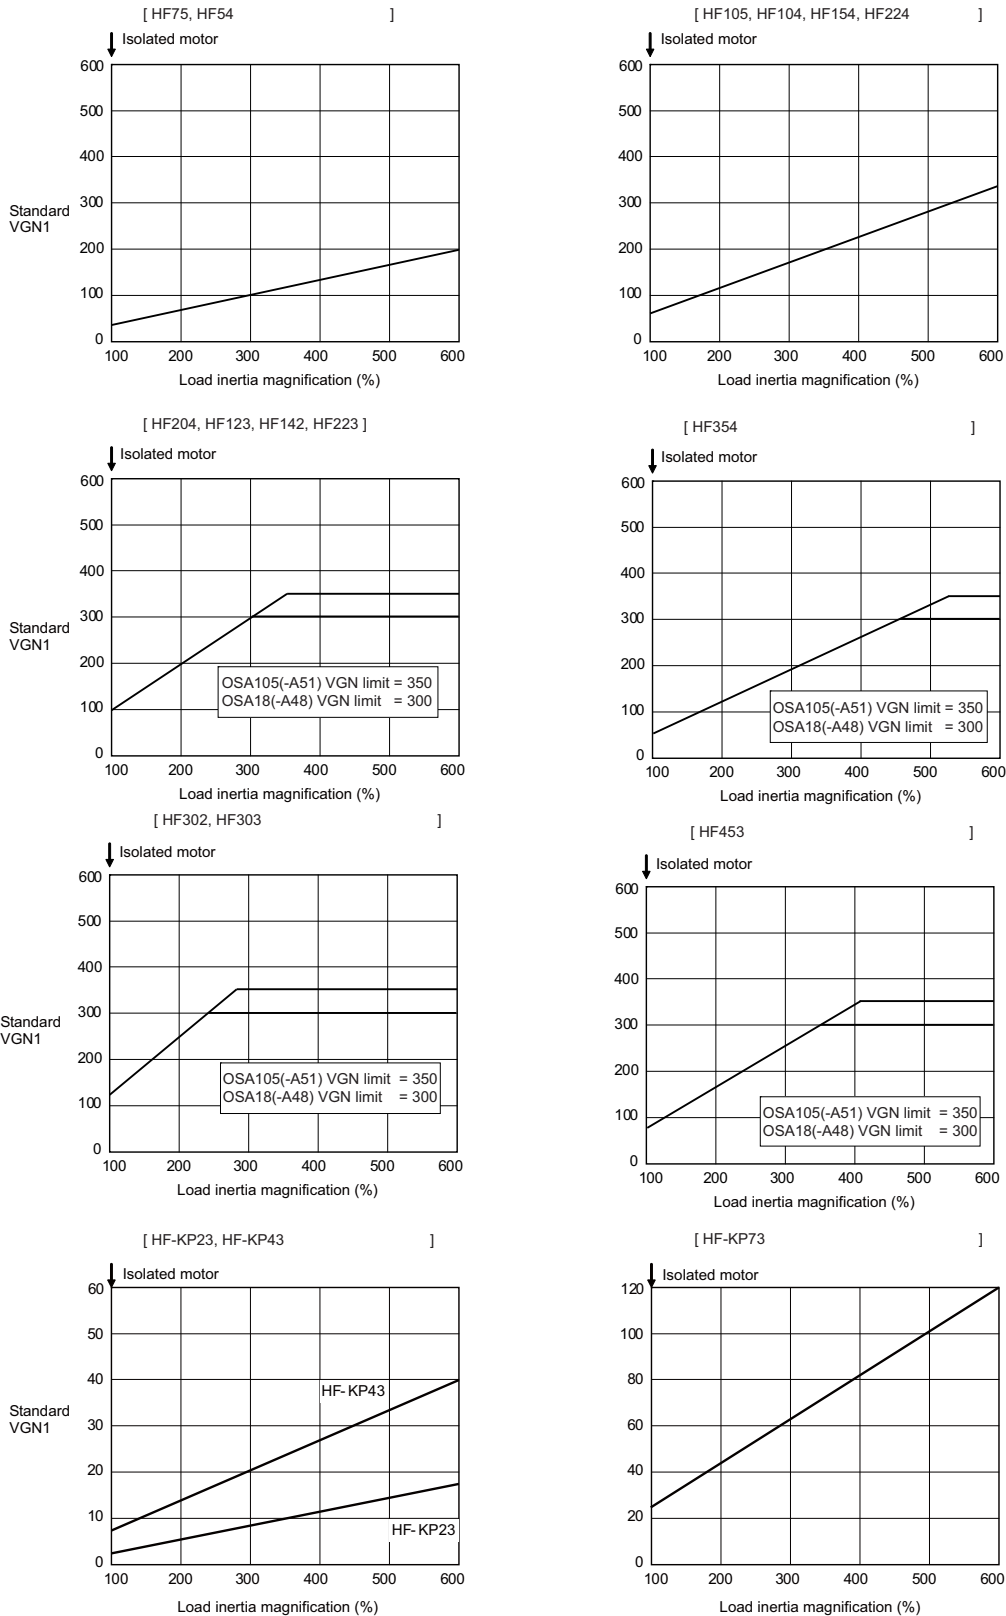 [ HF75, HF54 ]
Isolated motor
600
500
400
300
200
100
0
Standard
VGN1
100 200 300 400 500 600
Load inertia magnification (%)
[ HF105, HF104, HF154, HF224 ]
Isolated motor
600
500
400
300
200
100
0
100 200 300 400 500 600
Load inertia magnification (%)
[ HF204, HF123, HF142, HF223 ]
Isolated motor
600
500
400
300
200
100
0
Standard
VGN1
OSA105(-A51) VGN limit = 350
OSA18(-A48) VGN limit = 300
100 200 300 400 500 600
Load inertia magnification (%)
[ HF354 ]
Isolated motor
600
500
400
300
200
100
0
OSA105(-A51) VGN limit = 350
OSA18(-A48) VGN limit = 300
100 200 300 400 500 600
Load inertia magnification (%)
[ HF302, HF303 ]
Isolated motor
600
500
400
300
200
100
0
Standard
VGN1
OSA105(-A51) VGN limit = 350
OSA18(-A48) VGN limit = 300
100 200 300 400 500 600
Load inertia magnification (%)
[ HF453 ]
Isolated motor
600
500
400
300
200
100
0
OSA105(-A51) VGN limit = 350
OSA18(-A48) VGN limit = 300
100 200 300 400 500 600
Load inertia magnification (%)
[ HF-KP23, HF-KP43 ]
Isolated motor
60
50
40
30
20
10
0
Standard
VGN1
HF-KP43
HF-KP23
100 200 300 400 500 600
Load inertia magnification (%)
[ HF-KP73 ]
Isolated motor
120
100
80
60
40
20
0
100 200 300 400 500 600
Load inertia magnification (%)